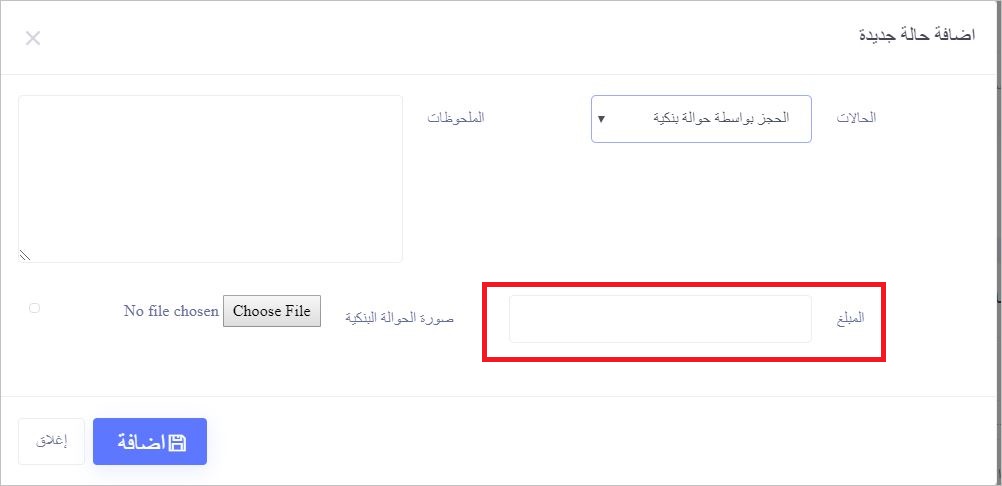 اضافة حالة جديدة
الحالات
الحجز بواسطة حوالة بنكية
الملحوظات
المبلغ
صورة الحوالة البنكية
Choose File No file chosen
اضافة
إغلاق